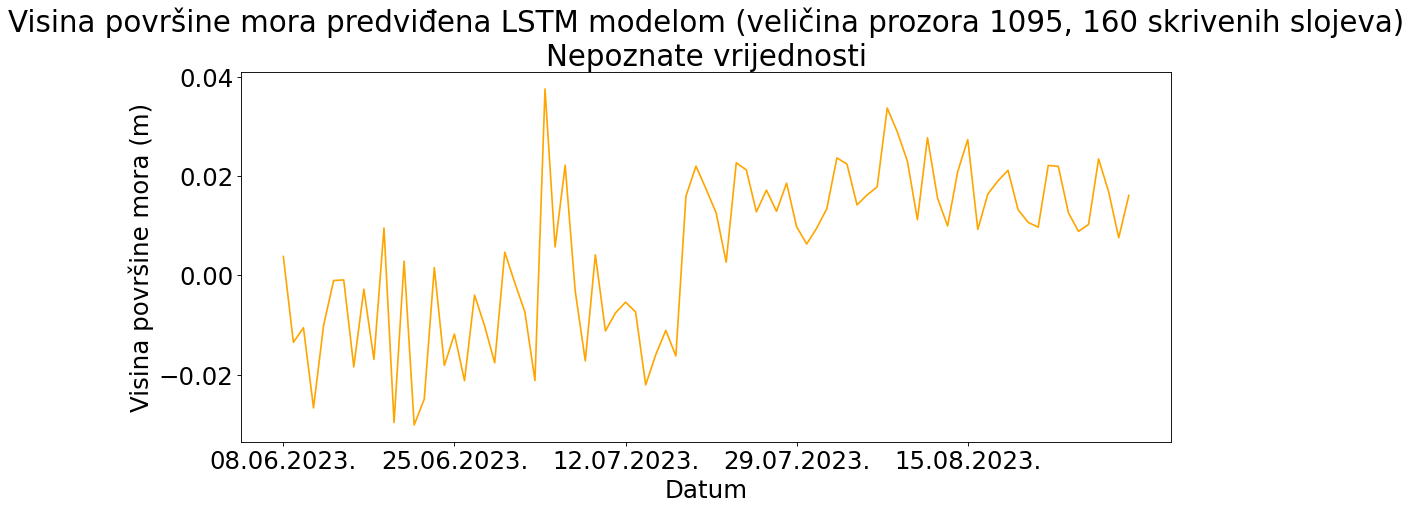 Visina površine mora predviđena LSTM modelom (veličina prozora 1095, 160 skrivenih slojeva)
Nepoznate vrijednosti
0.04
0.02
0.00
−0.02
Visina površine mora (m)
08.06.2023. 25.06.2023. 12.07.2023. 29.07.2023. 15.08.2023.
Datum